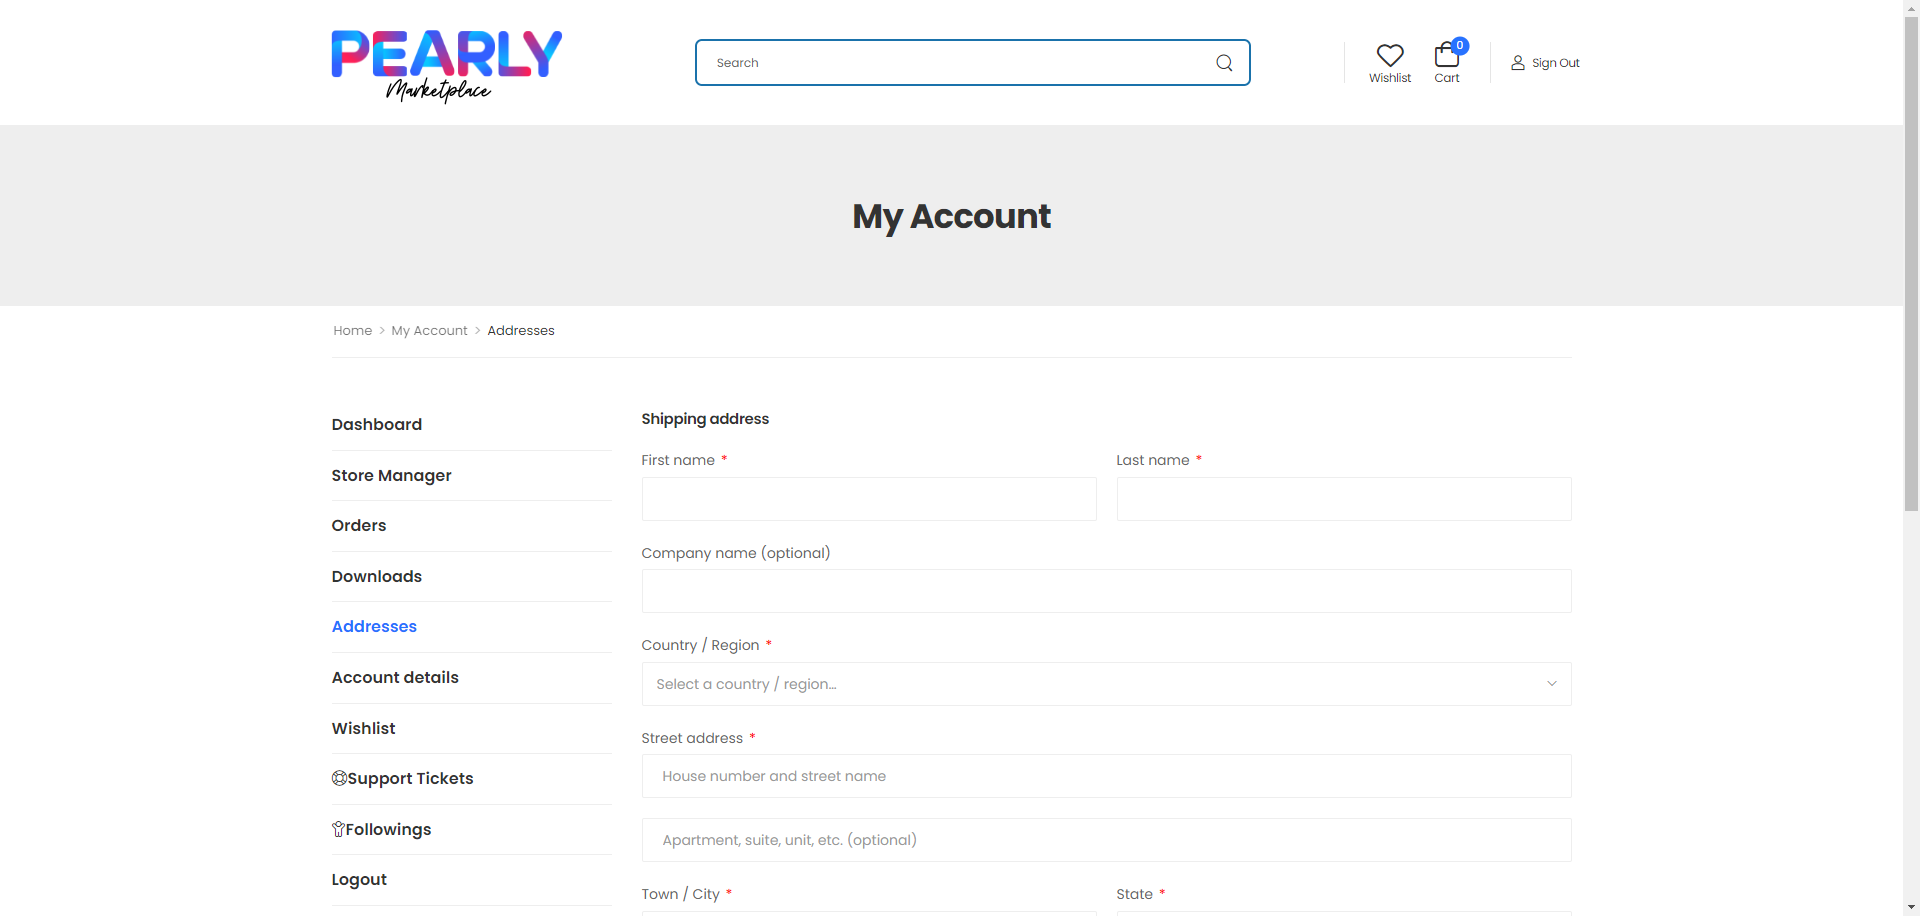 PEARLY
Marketplace
Search
Wishlist
0
Cart
Sign Out
My Account
Home > My Account > Addresses
Dashboard
Store Manager
Orders
Downloads
Addresses
Account details
Wishlist
Support Tickets
Followings
Logout
Shipping address
First name *
Last name *
Company name (optional)
Country / Region *
Select a country / region...
Street address *
House number and street name
Apartment, suite, unit, etc. (optional)
Town / City *
State *